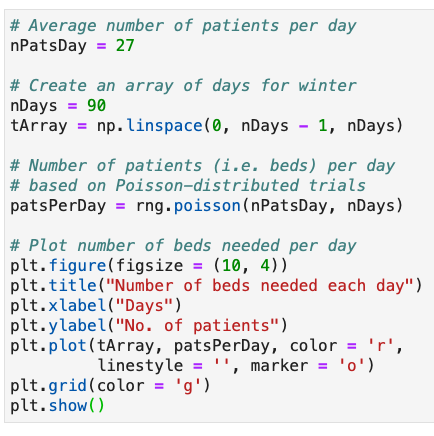 # Average number of patients per day
nPatsDay = 27
# Create an array of days for winter
nDays = 90
tArray = np.linspace(0, nDays - 1, nDays)
# Number of patients (i.e. beds) per day
# based on Poisson-distributed trials
patsPerDay = rng.poisson(nPatsDay, nDays)
# Plot number of beds needed per day
plt.figure(figsize = (10, 4))
plt.title("Number of beds needed each day")
plt.xlabel("Days")
plt.ylabel("No. of patients")
plt.plot(tArray, patsPerDay, color = 'r',
         linestyle = '', marker = 'o')
plt.grid(color = 'g')
plt.show()